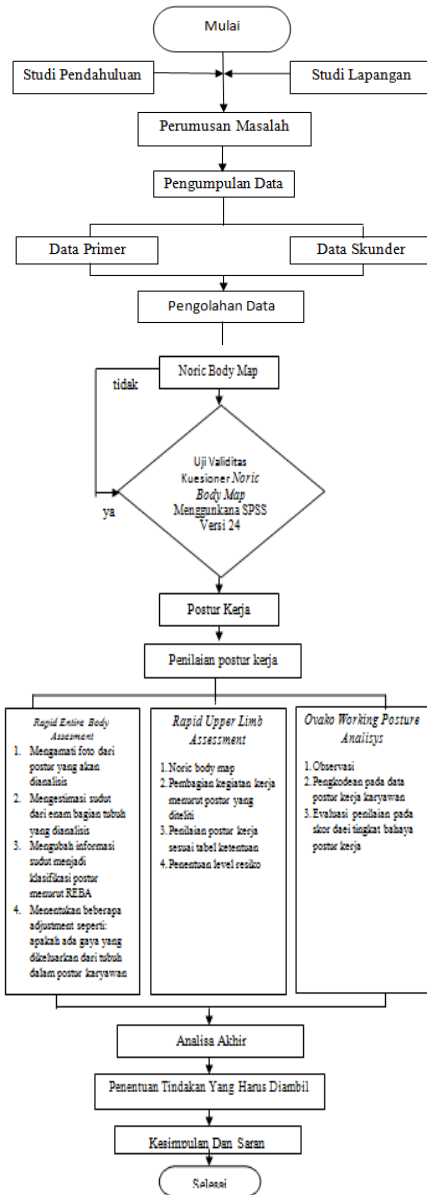 Mulai
Studi Pendahuluan
Studi Lapangan
Perumusan Masalah
Pengumpulan Data
Data Primer
Data Skunder
Pengolahan Data
Noric Body Map
tidak
Uji Validitas
Kuesioner Noric
Body Map
Menggunkana SPSS
Versi 24
ya
Postur Kerja
Penilaian postur kerja
Rapid Entire Body
Assesment
1. Mengamati foto dari
postur yang akan
dianalisis
2. Mengestimasi sudut
dari enam bagian tubuh
yang dianalisis
3. Mengubah informasi
sudut menjadi
klasifikasi postur
menurut REBA
4. Menentukan beberapa
adjustment seperti:
apakah ada gaya yang
dikeluarkan dari tubuh
dalam postur karyawan
Rapid Upper Limb
Assessment
1. Noric body map
2. Pembagian kegiatan kerja
menurut postur yang
diteliti
3. Penilaian postur kerja
sesuai tabel ketentuan
4. Penentuan level resiko
Ovako Working Posture
Analisys
1. Observasi
2. Pengkodean pada data
postur kerja karyawan
3. Evaluasi penilaian pada
skor daei tingkat bahaya
postur kerja
Analisa Akhir
Penentuan Tindakan Yang Harus Diambil
Kesimpulan Dan Saran
Selesai